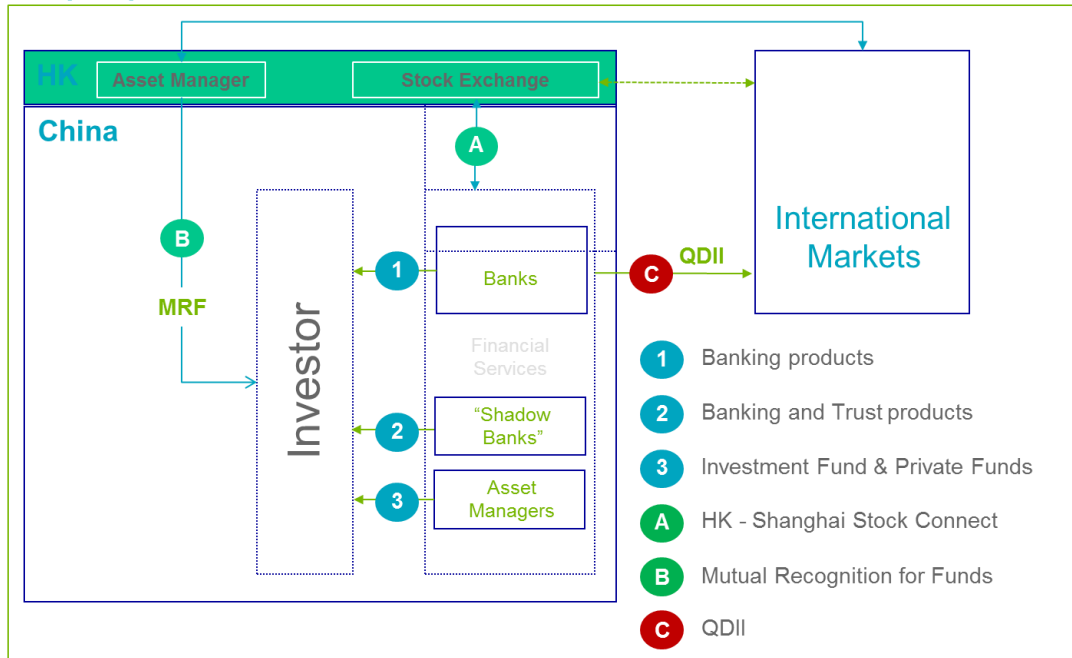 HK
Asset Manager
Stock Exchange
China
A
B
MRF
Investor
1
Banks
C
QDII
International
Markets
Financial
Services
2
“Shadow
Banks”
3
Asset
Managers
1 Banking products
2 Banking and Trust products
3 Investment Fund & Private Funds
A HK - Shanghai Stock Connect
B Mutual Recognition for Funds
C QDII